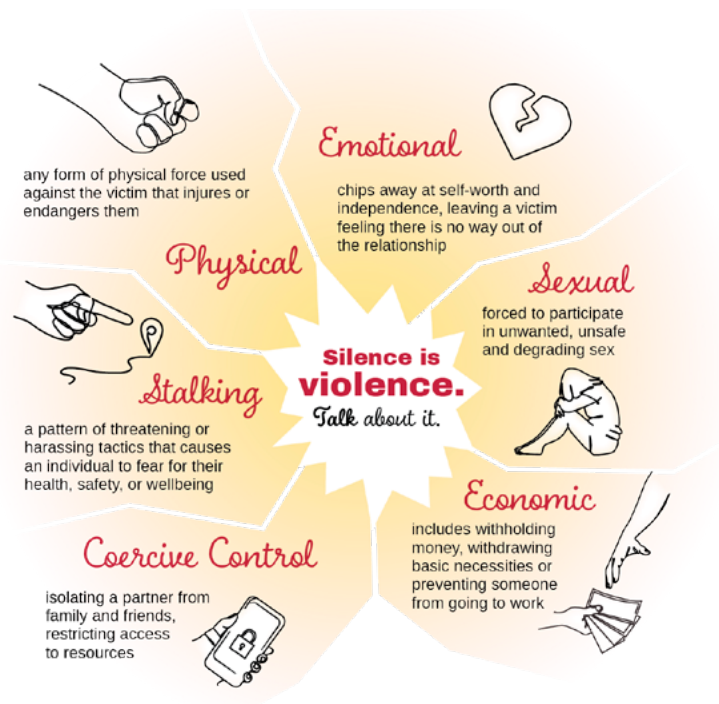 any form of physical force used
against the victim that injures or
endangers them
Physical
Emotional
chips away at self-worth and
independence, leaving a victim
feeling there is no way out of
the relationship
Sexual
forced to participate
in unwanted, unsafe
and degrading sex
Silence is
violence.
Talk about it.
Stalking
a pattern of threatening or
harassing tactics that causes
an individual to fear for their
health, safety, or wellbeing
Economic
includes withholding
money, withdrawing
basic necessities or
preventing someone
from going to work
Coercive Control
isolating a partner from
family and friends,
restricting access
to resources